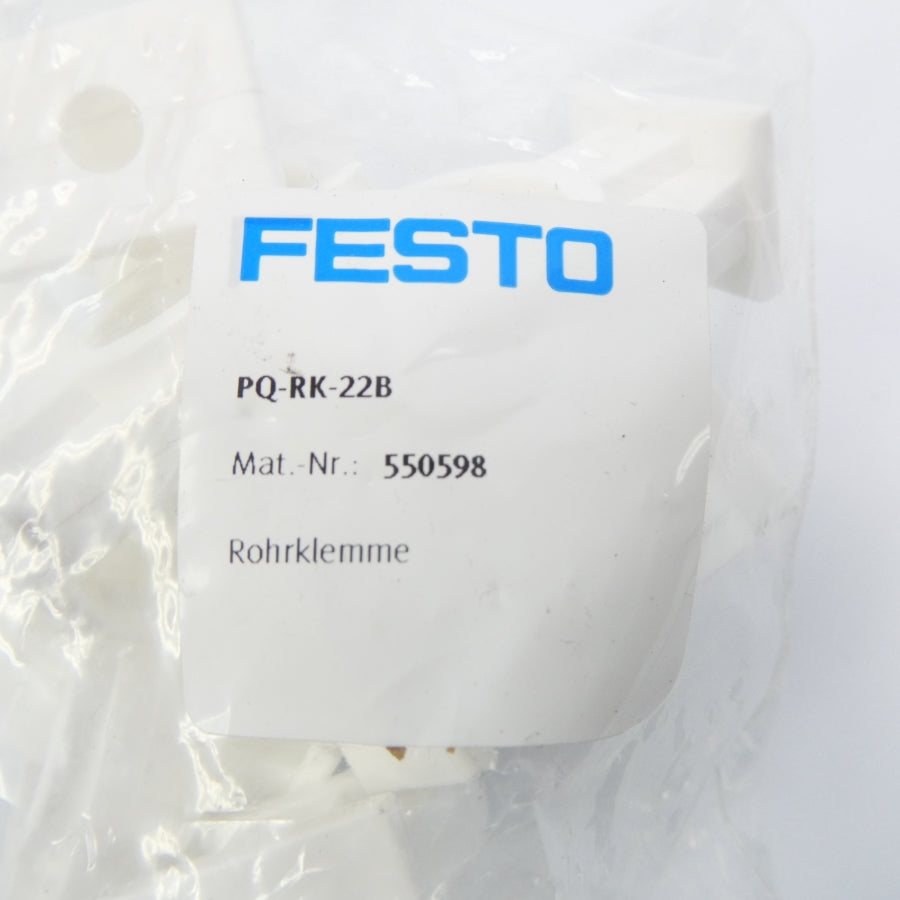 FESTO
PQ-RK-22B
Mat.-Nr.: 550598
Rohrklemme